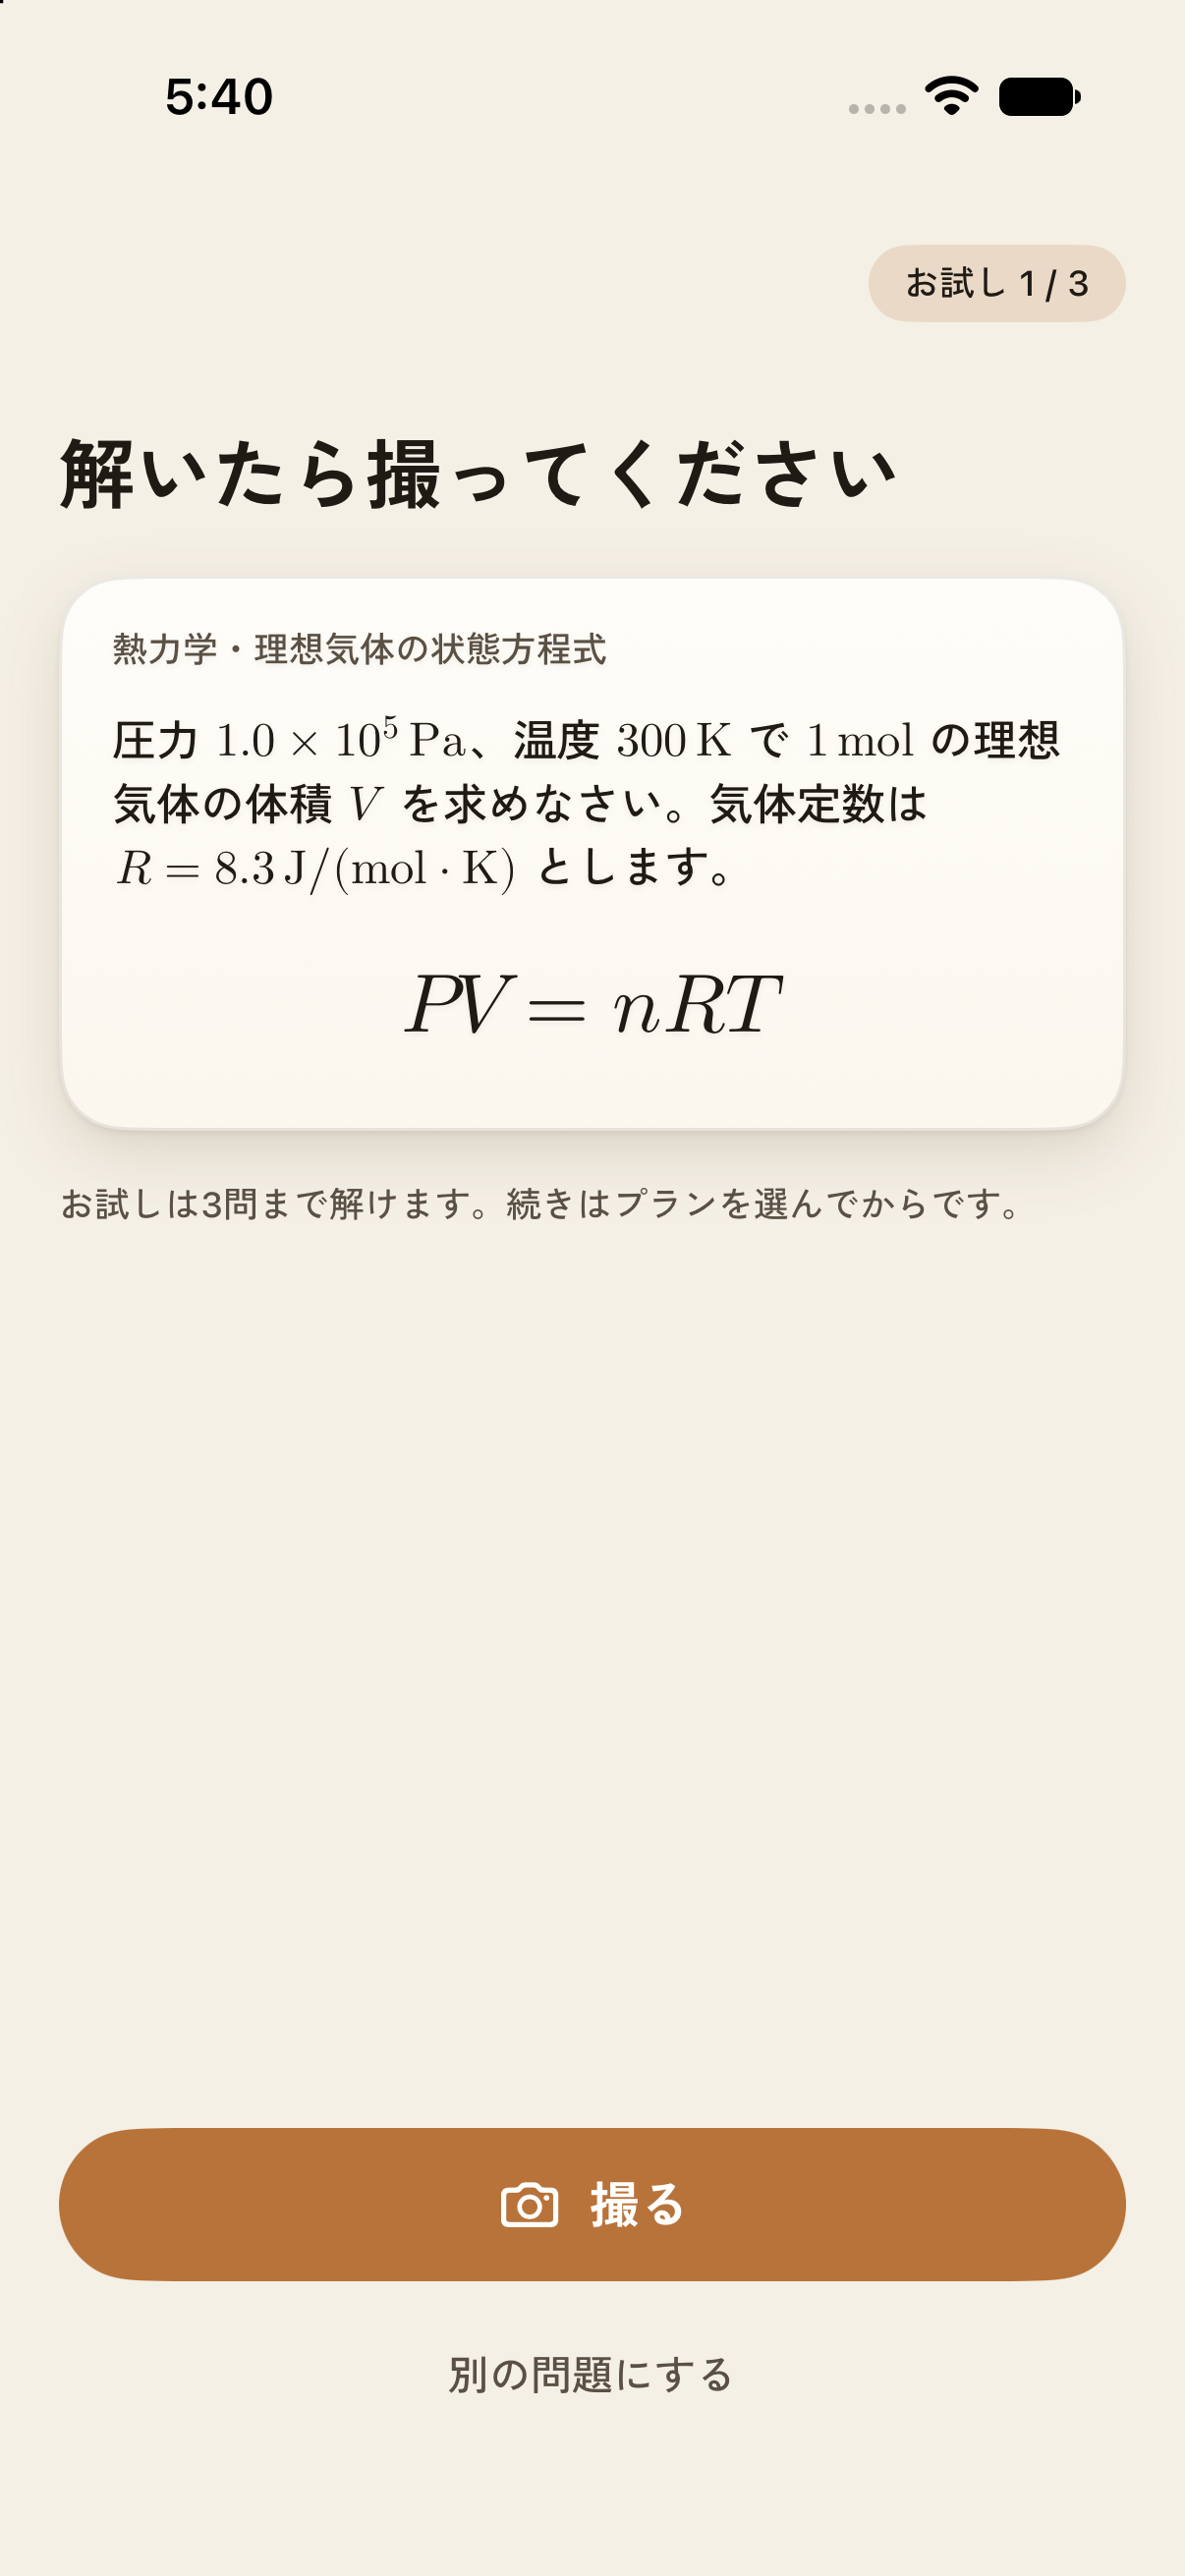 5:40
お試し 1 / 3
解いたら撮ってください
熱力学・理想気体の状態方程式
圧力 1.0 × 10⁵ Pa、温度 300 K で 1 mol の理想
気体の体積 V を求めなさい。気体定数は
R = 8.3 J/(mol · K) とします。
PV = nRT
お試しは3問まで解けます。続きはプランを選んでからです。
撮る
別の問題にする